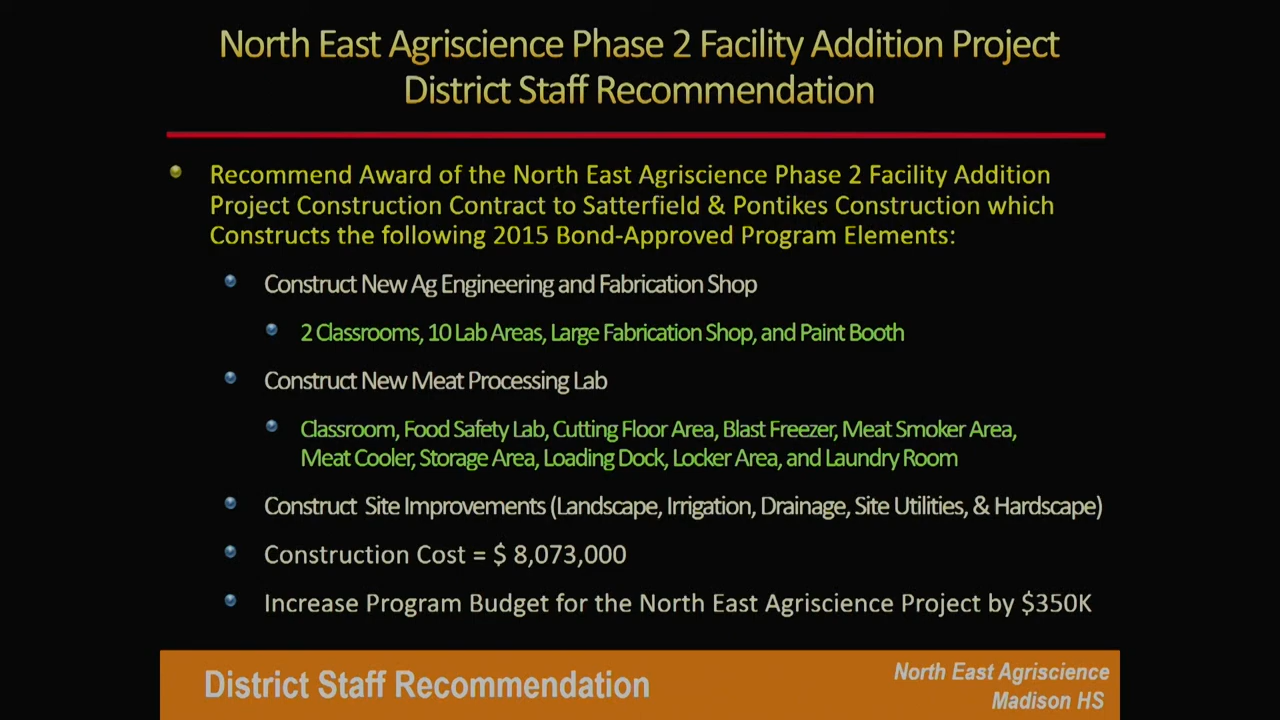 North East Agriscience Phase 2 Facility Addition Project
District Staff Recommendation
Recommend Award of the North East Agriscience Phase 2 Facility Addition
Project Construction Contract to Satterfield & Pontikes Construction which
Constructs the following 2015 Bond-Approved Program Elements:
Construct New Ag Engineering and Fabrication Shop
2 Classrooms, 10 Lab Areas, Large Fabrication Shop, and Paint Booth
Construct New Meat Processing Lab
Classroom, Food Safety Lab, Cutting Floor Area, Blast Freezer, Meat Smoker Area,
Meat Cooler, Storage Area, Loading Dock, Locker Area, and Laundry Room
Construct Site Improvements (Landscape, Irrigation, Drainage, Site Utilities, & Hardscape)
Construction Cost = $ 8,073,000
Increase Program Budget for the North East Agriscience Project by $350K
District Staff Recommendation
North East Agriscience
Madison HS